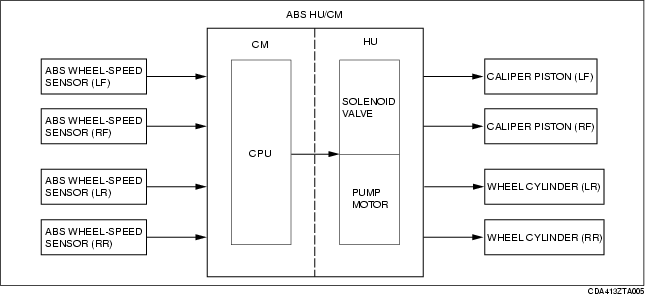 ABS HU/CM
CM
HU
ABS WHEEL-SPEED
SENSOR (LF)
ABS WHEEL-SPEED
SENSOR (RF)
ABS WHEEL-SPEED
SENSOR (LR)
ABS WHEEL-SPEED
SENSOR (RR)
CPU
SOLENOID
VALVE
PUMP
MOTOR
CALIPER PISTON (LF)
CALIPER PISTON (RF)
WHEEL CYLINDER (LR)
WHEEL CYLINDER (RR)
CDA413ZTA005